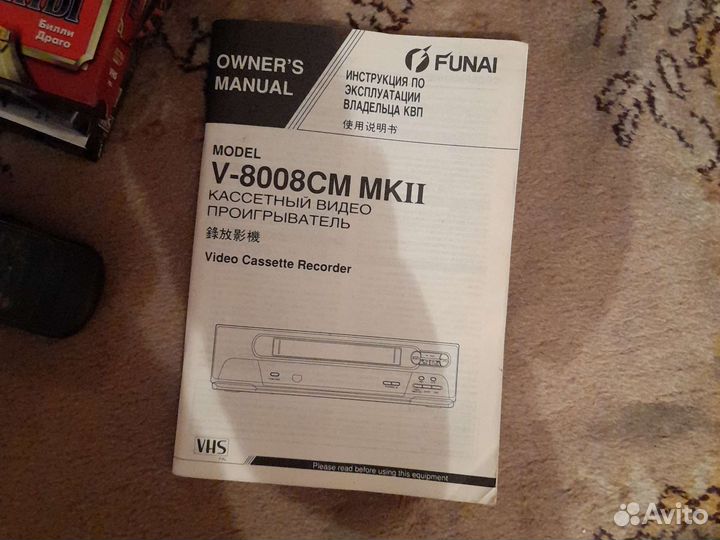 Билли
Драго
OWNER'S
MANUAL
FUNAI
ИНСТРУКЦИЯ ПО
ЭКСПЛУАТАЦИИ
ВЛАДЕЛЬЦА КВП
使用说明书
MODEL
V-8008CM MKII
КАССЕТНЫЙ ВИДЕО
ПРОИГРЫВАТЕЛЬ
錄放影機
Video Cassette Recorder
VHS
PAL
Please read before using this equipment
Avito